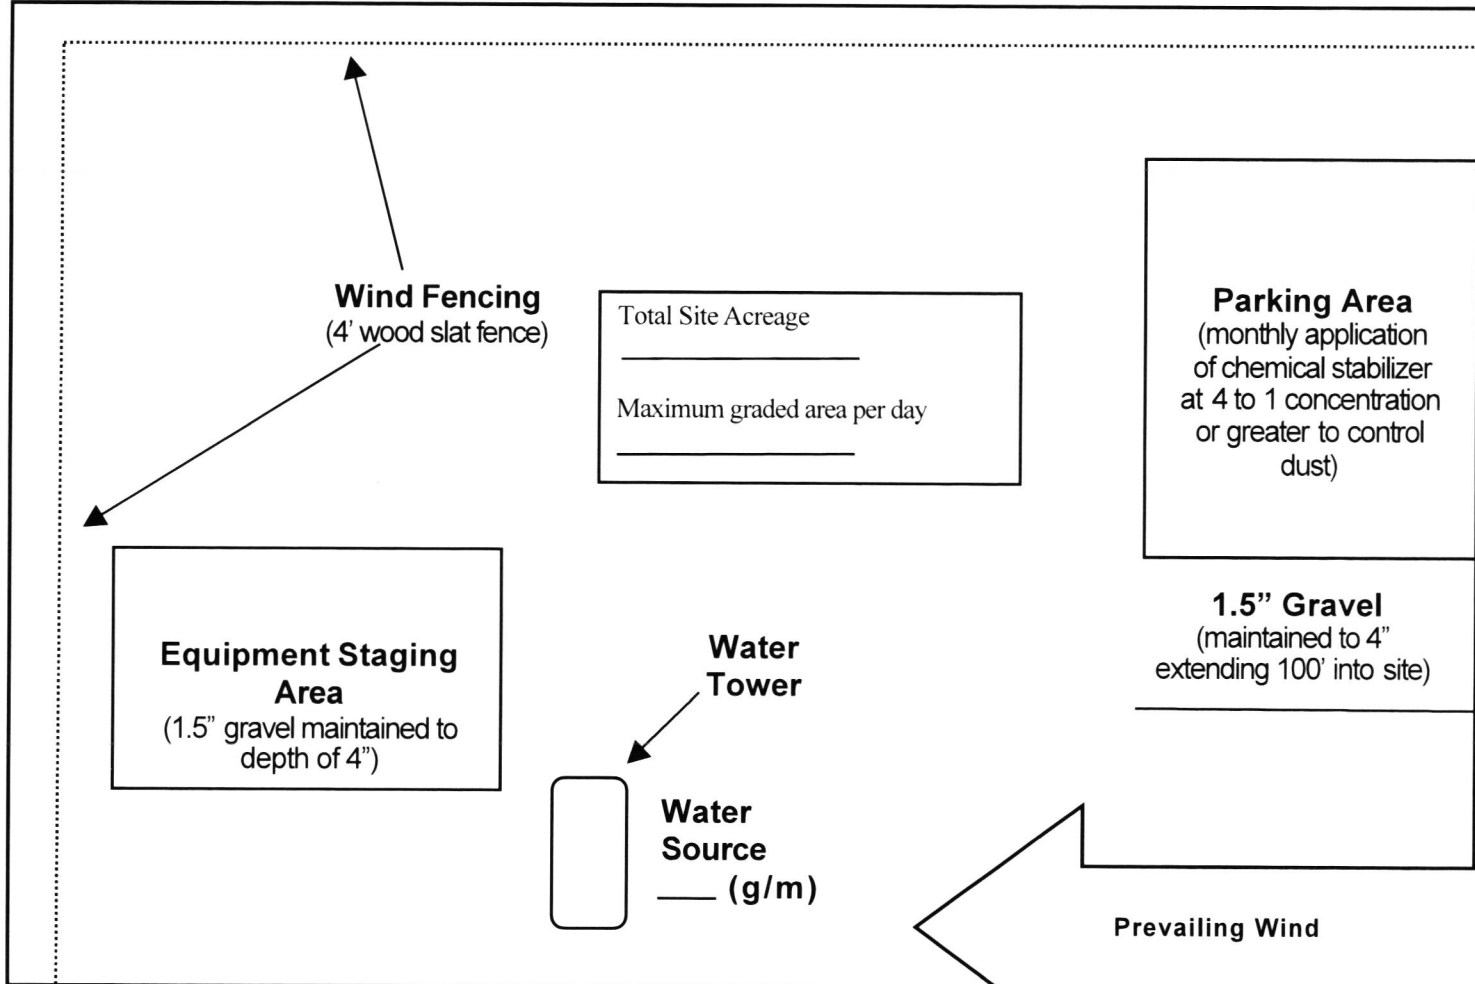 Wind Fencing
(4’ wood slat fence)
Total Site Acreage
Maximum graded area per day
Parking Area
(monthly application
of chemical stabilizer
at 4 to 1 concentration
or greater to control
dust)
1.5” Gravel
(maintained to 4”
extending 100’ into site)
Equipment Staging
Area
(1.5” gravel maintained to
depth of 4”)
Water
Tower
Water
Source
____ (g/m)
Prevailing Wind